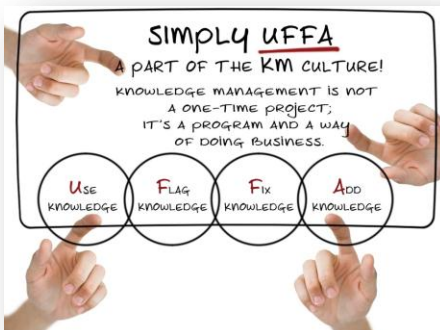 SIMPLY UFFA
A PART OF THE KM CULTURE!
KNOWLEDGE MANAGEMENT IS NOT
A ONE-TIME PROJECT;
IT'S A PROGRAM AND A WAY
OF DOING BUSINESS.
USE
KNOWLEDGE
FLAG
KNOWLEDGE
FIX
KNOWLEDGE
ADD
KNOWLEDGE